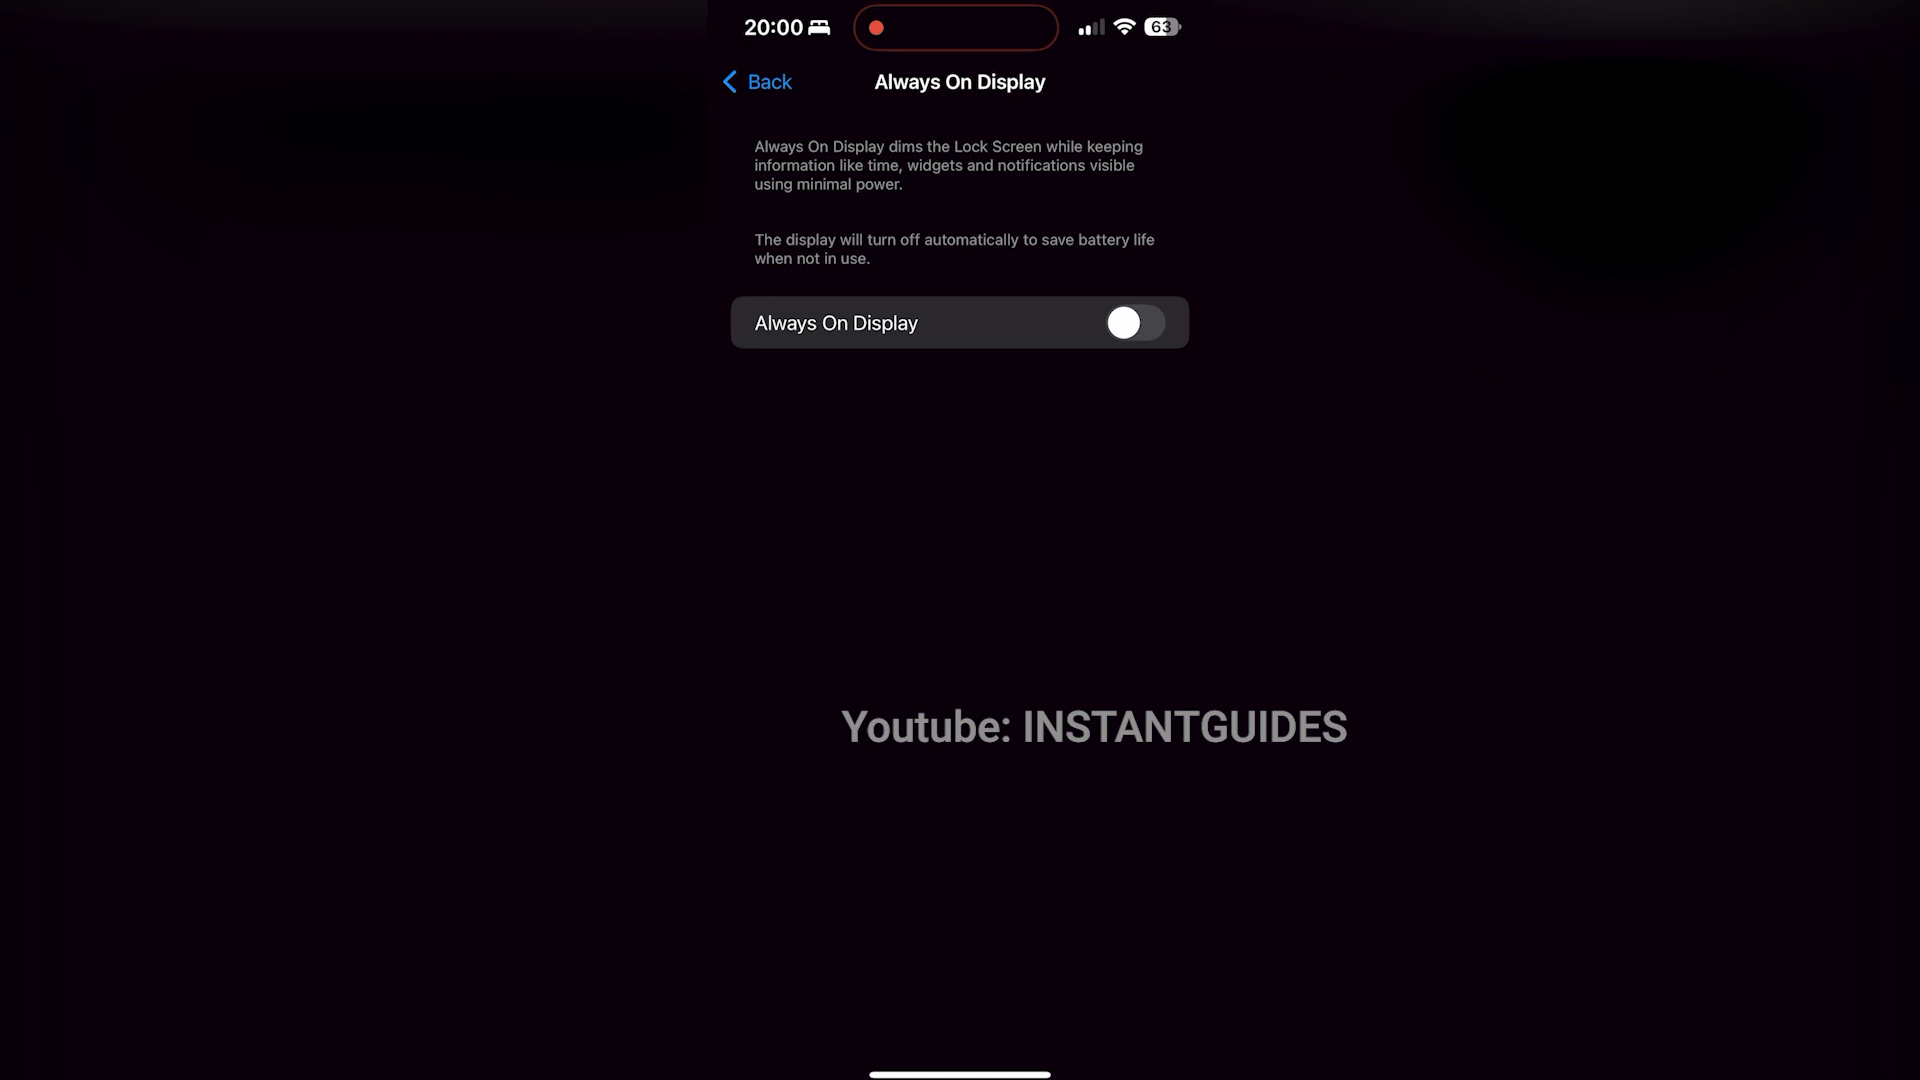 20:00
63
Back
Always On Display
Always On Display dims the Lock Screen while keeping
information like time, widgets and notifications visible
using minimal power.
The display will turn off automatically to save battery life
when not in use.
Always On Display
Youtube: INSTANTGUIDES